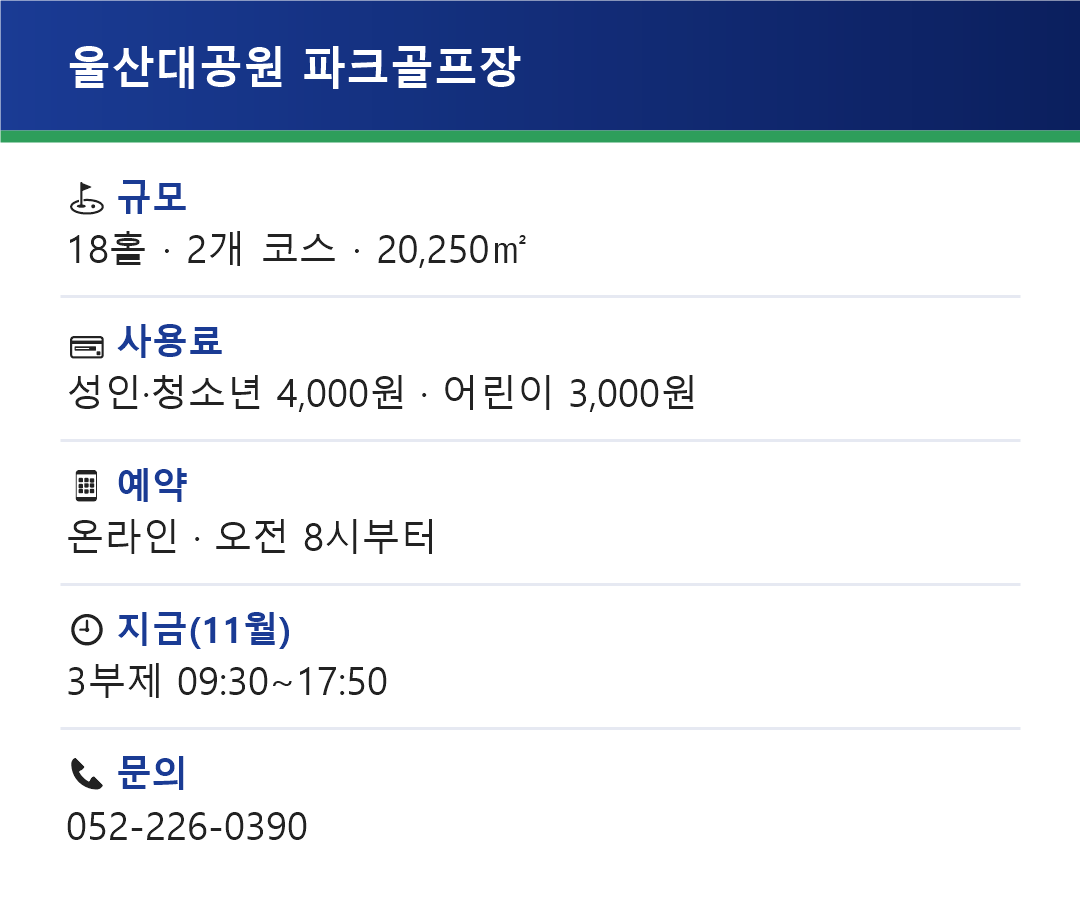 울산대공원 파크골프장
규모
18홀 · 2개 코스 · 20,250㎡
사용료
성인·청소년 4,000원 · 어린이 3,000원
예약
온라인 · 오전 8시부터
지금(11월)
3부제 09:30~17:50
문의
052-226-0390